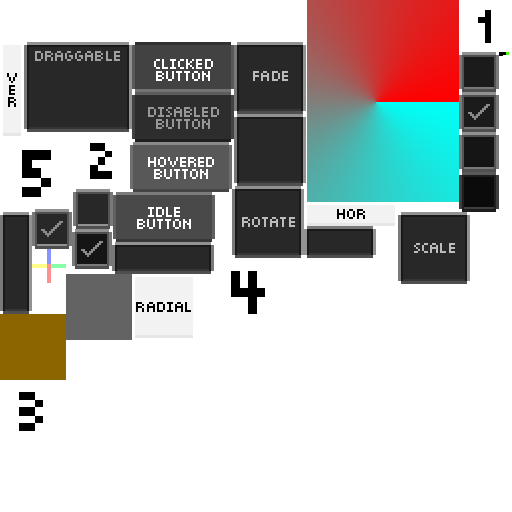 1
DRAGGABLE
CLICKED
BUTTON
FADE
VER
DISABLED
BUTTON
5
2
HOVERED
BUTTON
IDLE
BUTTON
ROTATE
HOR
SCALE
4
RADIAL
3